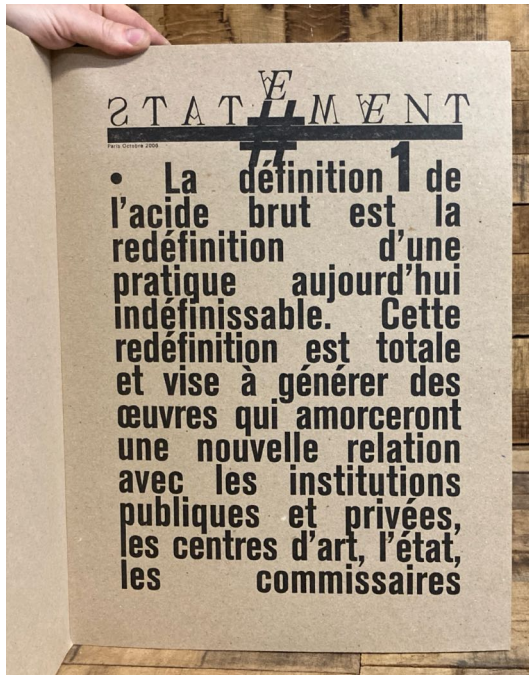 STATEMENT
#1
Paris Octobre 2006
• La définition de
l'acide brut est la
redéfinition d'une
pratique aujourd'hui
indéfinissable. Cette
redéfinition est totale
et vise à générer des
œuvres qui amorceront
une nouvelle relation
avec les institutions
publiques et privées,
les centres d'art, l'état,
les commissaires